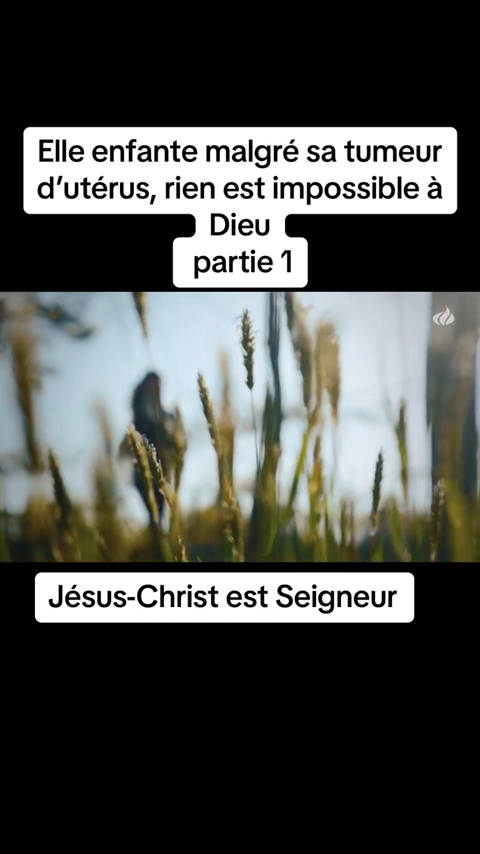 Elle enfante malgré sa tumeur
d’utérus, rien est impossible à
Dieu
partie 1
Jésus-Christ est Seigneur